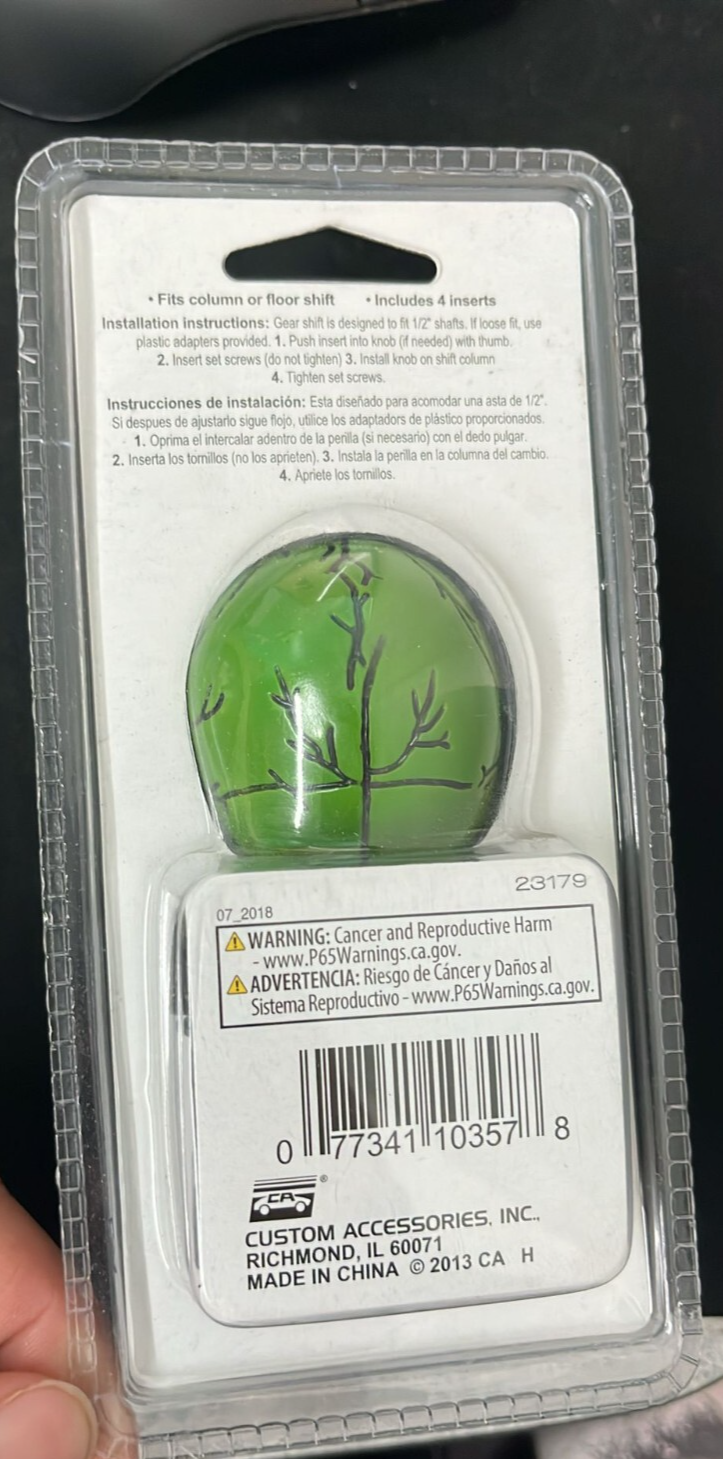 • Fits column or floor shift • Includes 4 inserts
Installation instructions: Gear shift is designed to fit 1/2" shafts. If loose fit, use
plastic adapters provided. 1. Push insert into knob (if needed) with thumb.
2. Insert set screws (do not tighten) 3. Install knob on shift column
4. Tighten set screws.
Instrucciones de instalación: Esta diseñado para acomodar una asta de 1/2".
Si despues de ajustarlo sigue flojo, utilice los adaptadors de plástico proporcionados.
1. Oprima el intercalar adentro de la perilla (si necesario) con el dedo pulgar.
2. Inserta los tornillos (no los aprieten). 3. Instala la perilla en la columna del cambio.
4. Apriete los tornillos.
23179
07_2018
WARNING: Cancer and Reproductive Harm
- www.P65Warnings.ca.gov.
ADVERTENCIA: Riesgo de Cáncer y Daños al
Sistema Reproductivo - www.P65Warnings.ca.gov.
0 77341 10357 8
CA ®
CUSTOM ACCESSORIES, INC.,
RICHMOND, IL 60071
MADE IN CHINA © 2013 CA H